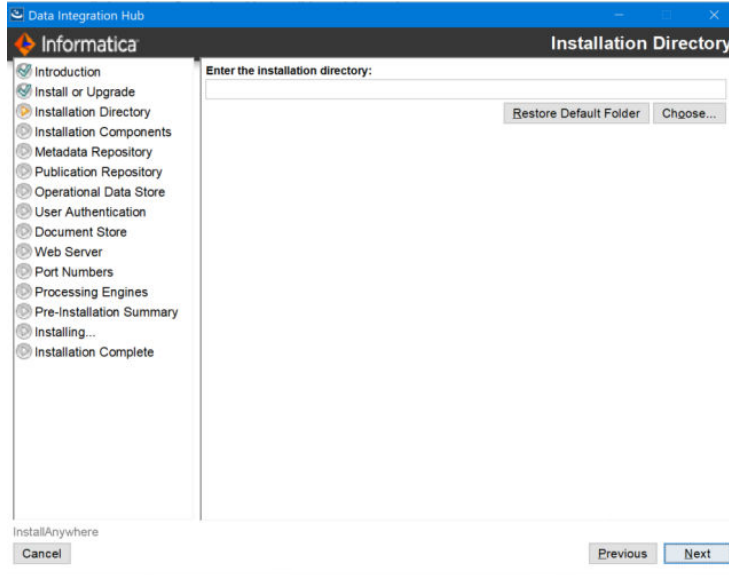 Data Integration Hub
Informatica
Installation Directory
Introduction
Install or Upgrade
Installation Directory
Installation Components
Metadata Repository
Publication Repository
Operational Data Store
User Authentication
Document Store
Web Server
Port Numbers
Processing Engines
Pre-Installation Summary
Installing...
Installation Complete
Enter the installation directory:
Restore Default Folder
Choose...
InstallAnywhere
Cancel
Previous
Next